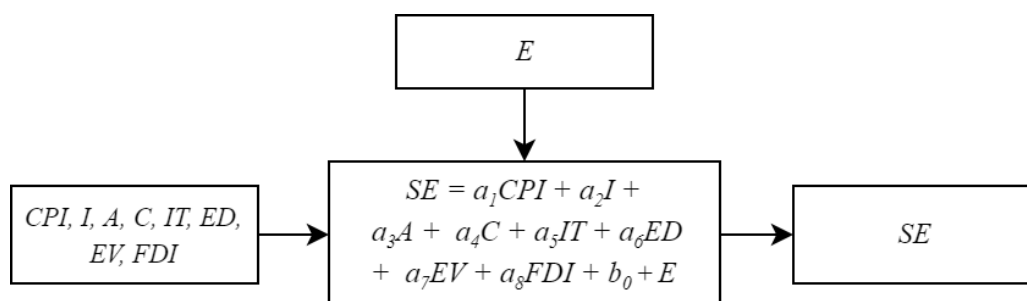 E
CPI, I, A, C, IT, ED,
EV, FDI
SE = a₁CPI + a₂I +
a₃A + a₄C + a₅IT + a₆ED
+ a₇EV + a₈FDI + b₀ + E
SE